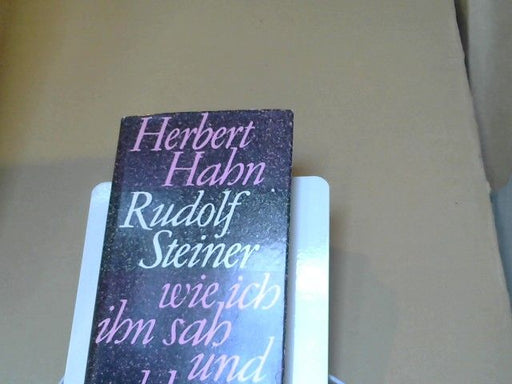 Herbert
Hahn
Rudolf
Steiner
wie ich
ihn sah
und